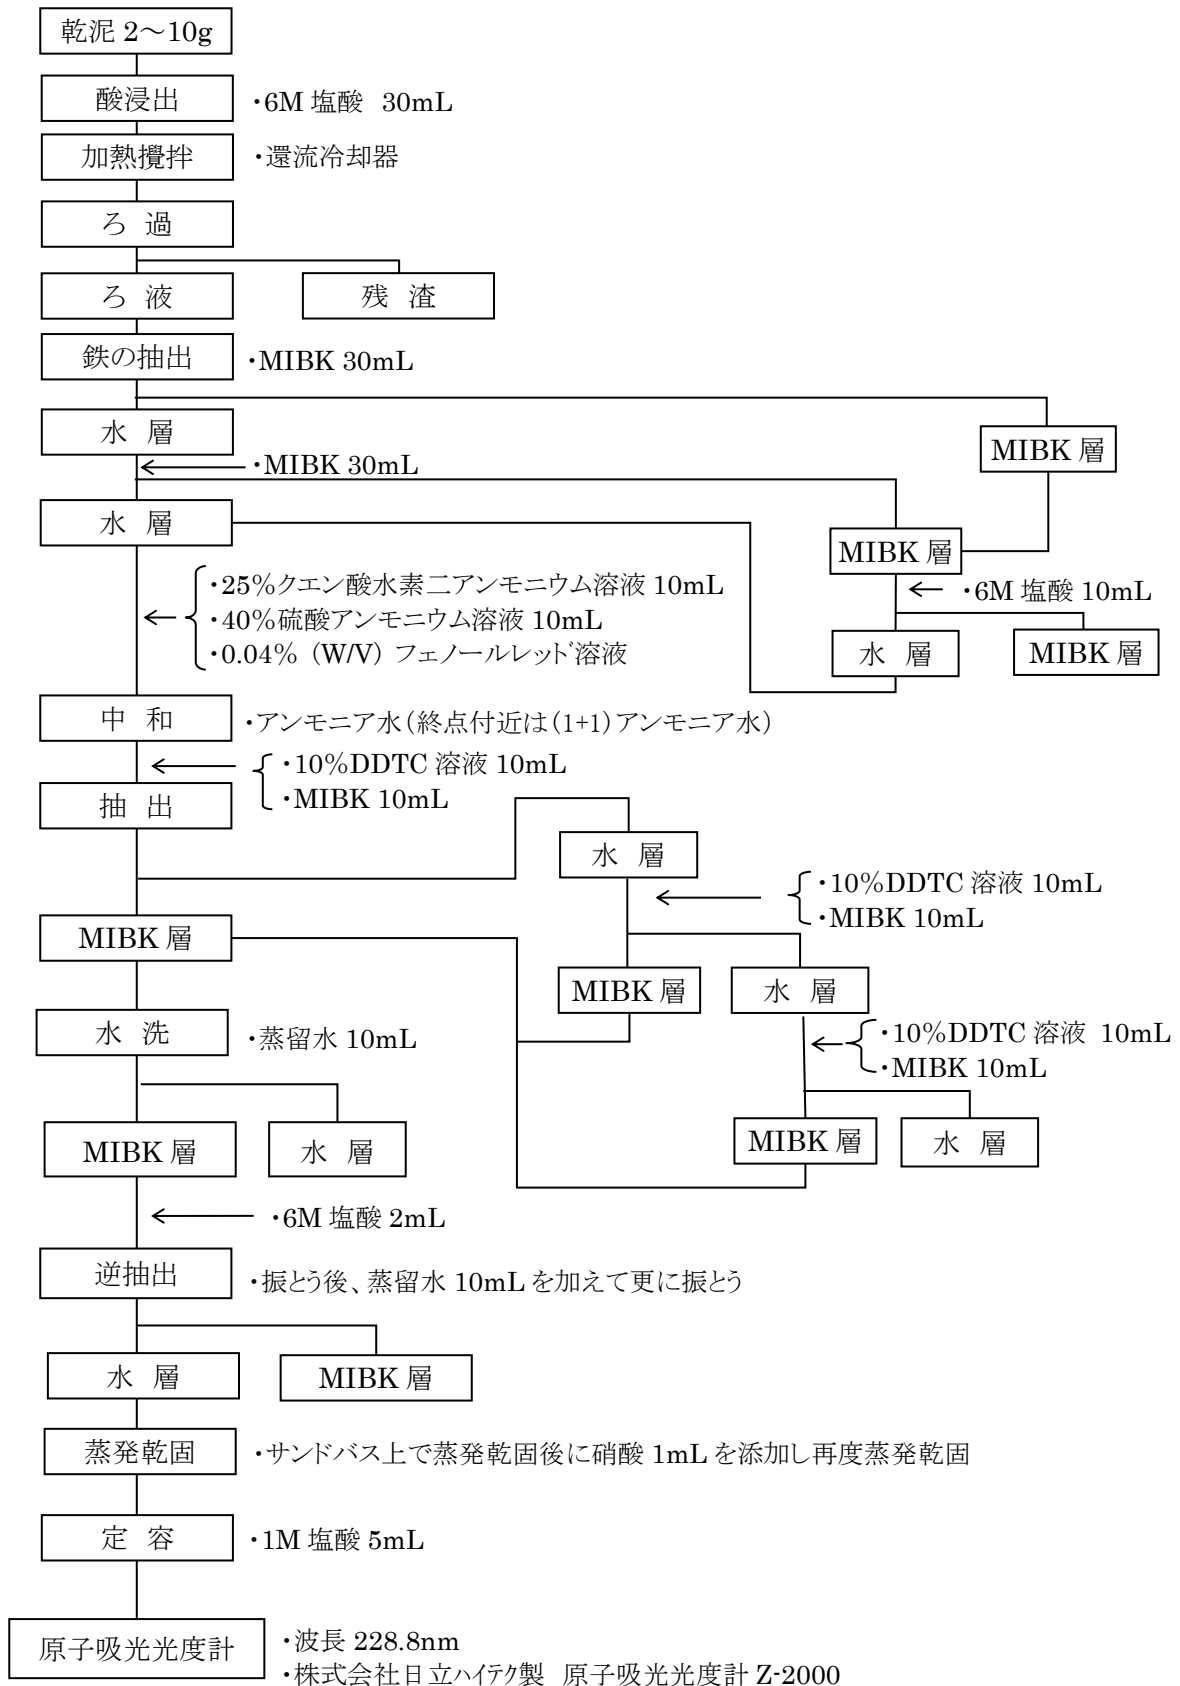 乾泥 2～10g
酸浸出
・6M 塩酸 30mL
加熱攪拌
・還流冷却器
ろ 過
ろ 液
残 渣
鉄の抽出
・MIBK 30mL
水 層
MIBK 層
・MIBK 30mL
水 層
MIBK 層
・6M 塩酸 10mL
・25%クエン酸水素二アンモニウム溶液 10mL
・40%硫酸アンモニウム溶液 10mL
・0.04% (W/V) フェノールレッド溶液
水 層
MIBK 層
中 和
・アンモニア水（終点付近は(1+1)アンモニア水）
・10%DDTC 溶液 10mL
・MIBK 10mL
抽 出
水 層
・10%DDTC 溶液 10mL
・MIBK 10mL
MIBK 層
MIBK 層
水 層
水 洗
・蒸留水 10mL
・10%DDTC 溶液 10mL
・MIBK 10mL
MIBK 層
水 層
MIBK 層
水 層
・6M 塩酸 2mL
逆抽出
・振とう後、蒸留水 10mL を加えて更に振とう
水 層
MIBK 層
蒸発乾固
・サンドバス上で蒸発乾固後に硝酸 1mL を添加し再度蒸発乾固
定 容
・1M 塩酸 5mL
原子吸光光度計
・波長 228.8nm
・株式会社日立ハイテク製 原子吸光光度計 Z-2000